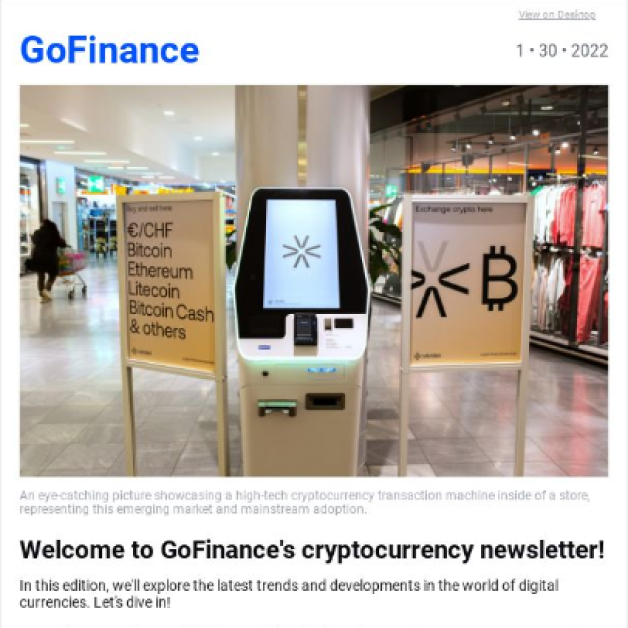 View on Desktop
GoFinance
1 • 30 • 2022
Buy and sell here
€/CHF
Bitcoin
Ethereum
Litecoin
Bitcoin Cash
& others
Exchange crypto here
An eye-catching picture showcasing a high-tech cryptocurrency transaction machine inside of a store,
representing this emerging market and mainstream adoption.
Welcome to GoFinance's cryptocurrency newsletter!
In this edition, we'll explore the latest trends and developments in the world of digital
currencies. Let's dive in!